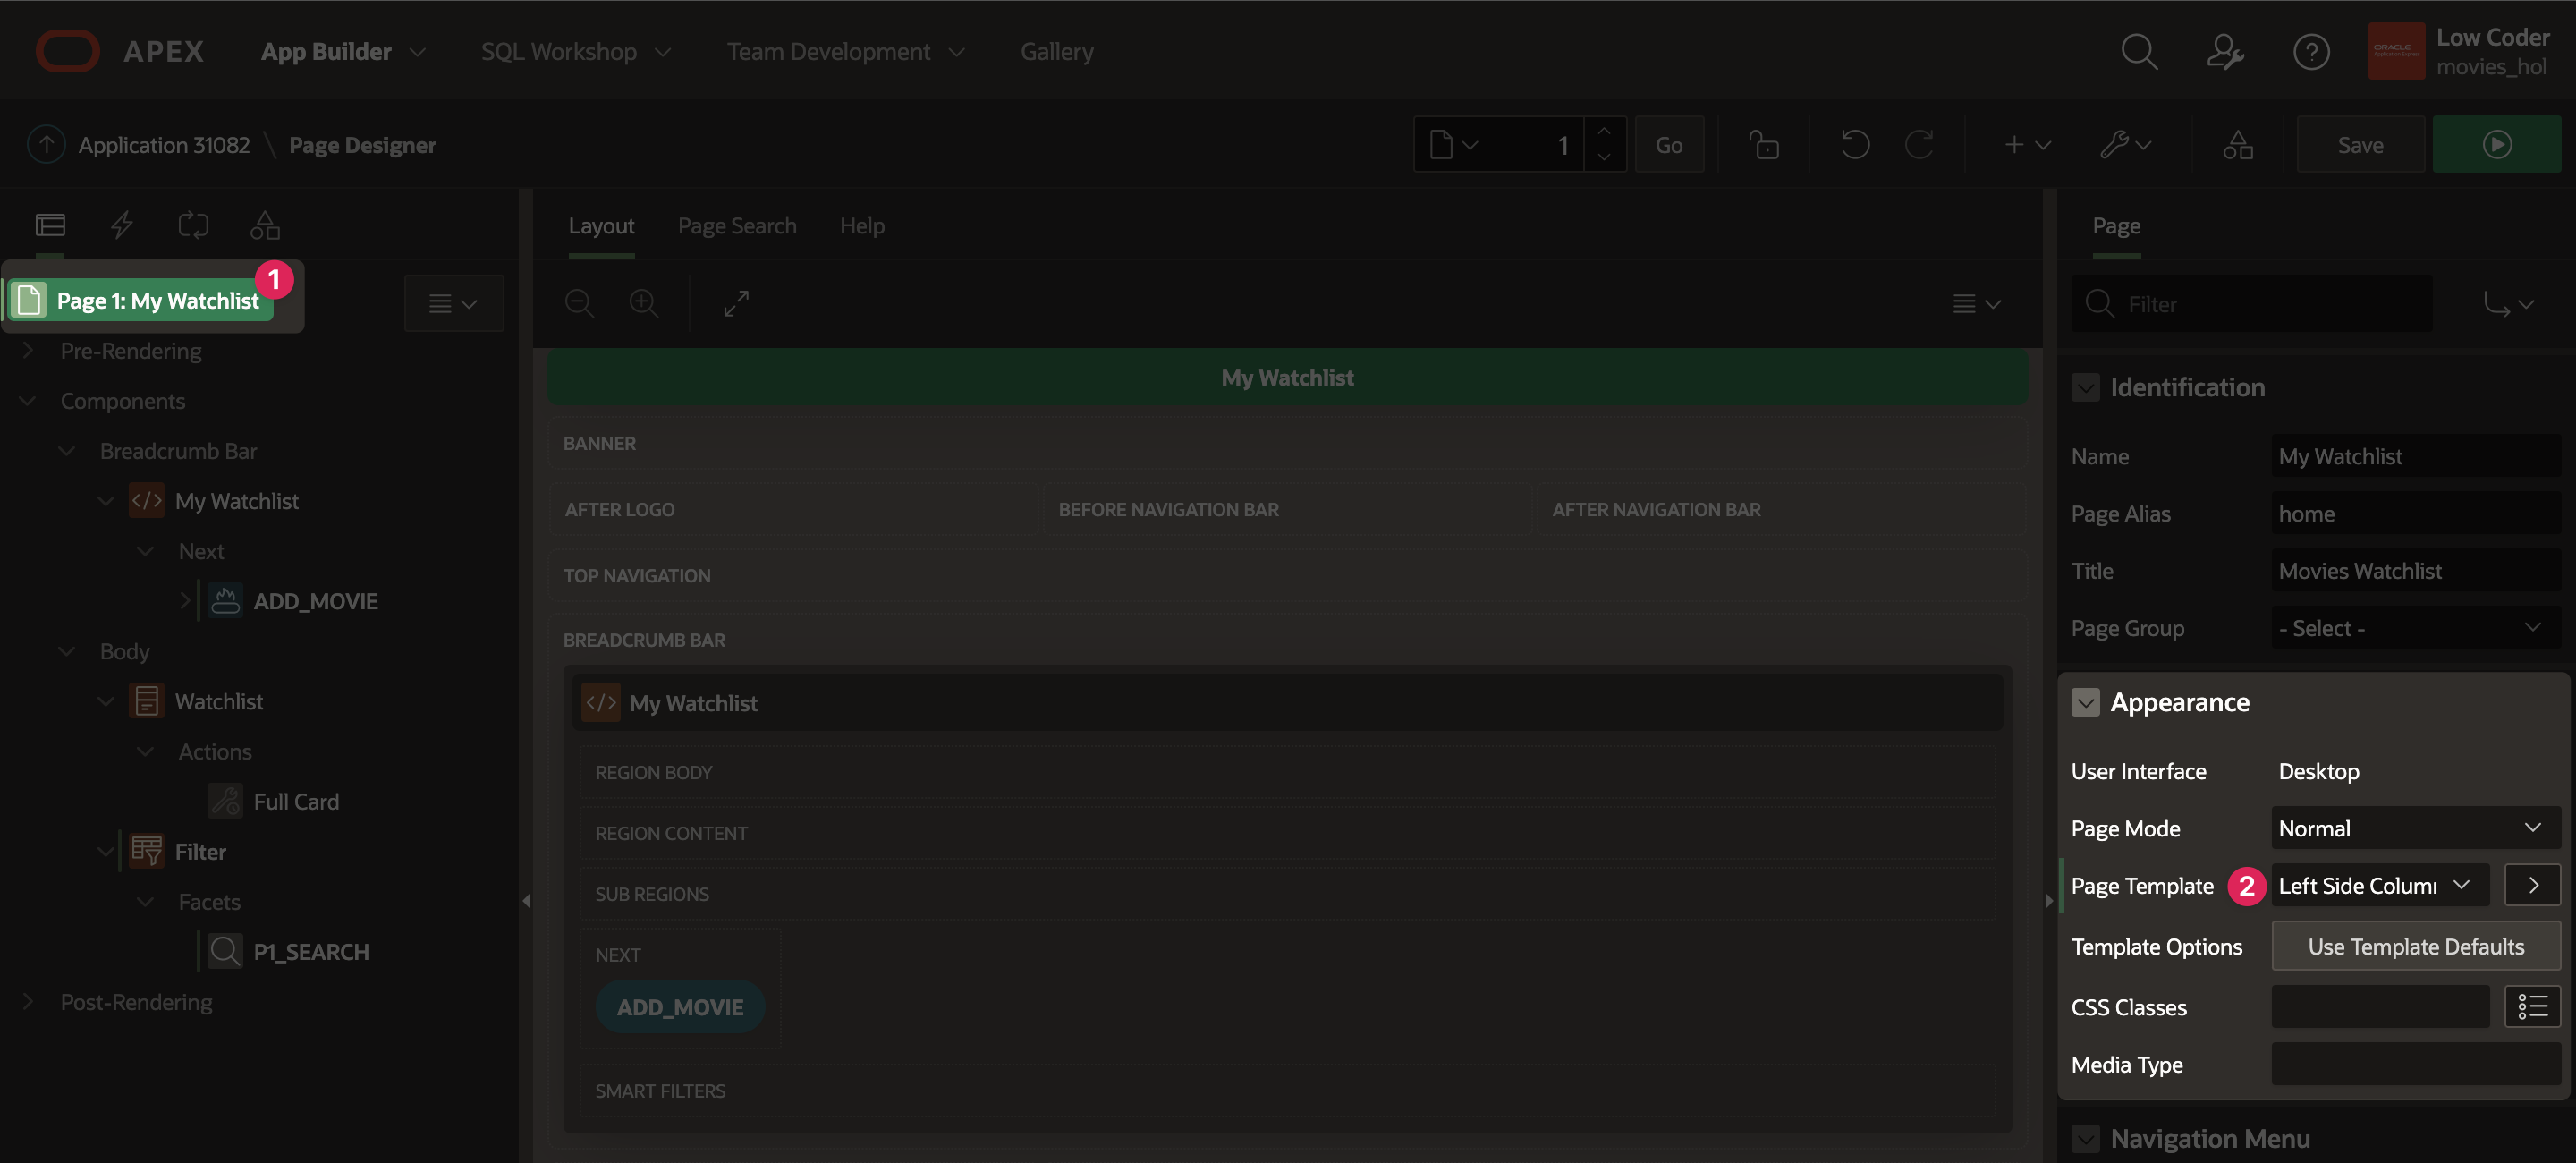 APEX App Builder SQL Workshop Team Development Gallery
ORACLE
Low Coder
movies_hol
Application 31082 \ Page Designer
1 Go Save
Layout Page Search Help
Page
Page 1: My Watchlist 1
Filter
Pre-Rendering
Components
Breadcrumb Bar
My Watchlist
Next
ADD_MOVIE
Body
Watchlist
Actions
Full Card
Filter
Facets
P1_SEARCH
Post-Rendering
My Watchlist
BANNER
AFTER LOGO BEFORE NAVIGATION BAR AFTER NAVIGATION BAR
TOP NAVIGATION
BREADCRUMB BAR
My Watchlist
REGION BODY
REGION CONTENT
SUB REGIONS
NEXT
ADD_MOVIE
SMART FILTERS
Identification
Name My Watchlist
Page Alias home
Title Movies Watchlist
Page Group - Select -
Appearance
User Interface Desktop
Page Mode Normal
Page Template 2 Left Side Colum
Template Options Use Template Defaults
CSS Classes
Media Type
Navigation Menu